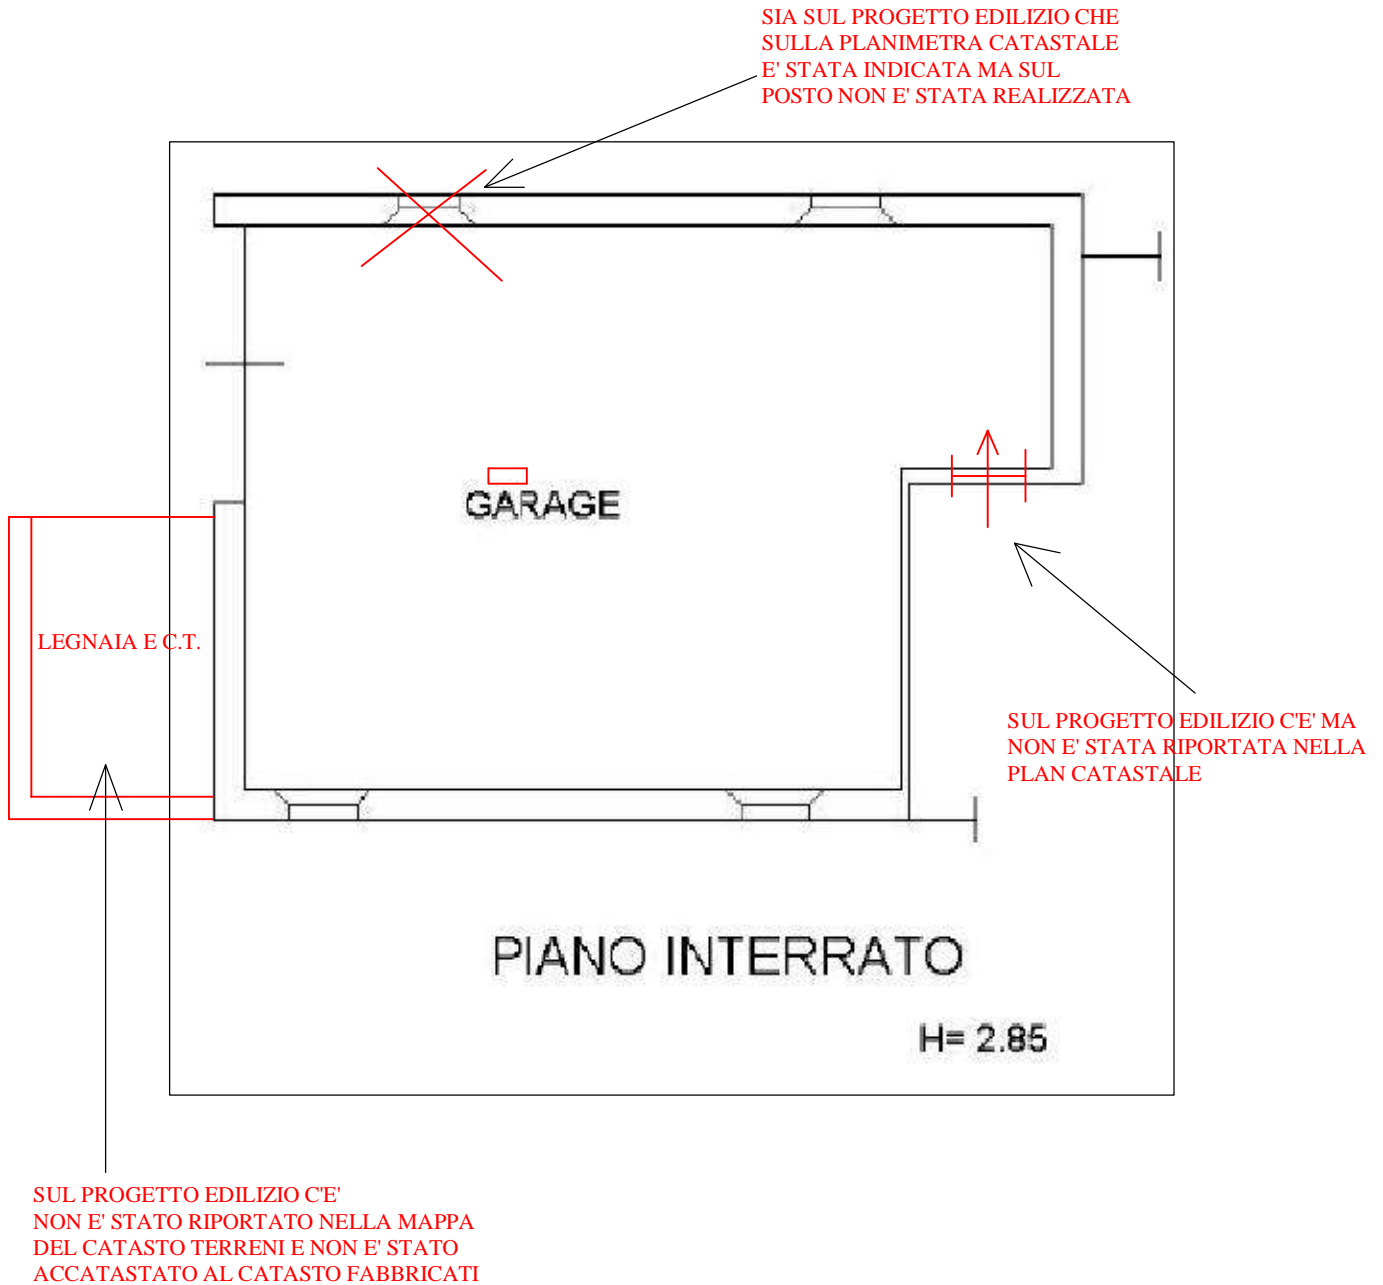 SIA SUL PROGETTO EDILIZIO CHE
SULLA PLANIMETRA CATASTALE
E' STATA INDICATA MA SUL
POSTO NON E' STATA REALIZZATA
GARAGE
LEGNAIA E C.T.
SUL PROGETTO EDILIZIO C'E' MA
NON E' STATA RIPORTATA NELLA
PLAN CATASTALE
PIANO INTERRATO
H= 2.85
SUL PROGETTO EDILIZIO C'E'
NON E' STATO RIPORTATO NELLA MAPPA
DEL CATASTO TERRENI E NON E' STATO
ACCATASTATO AL CATASTO FABBRICATI